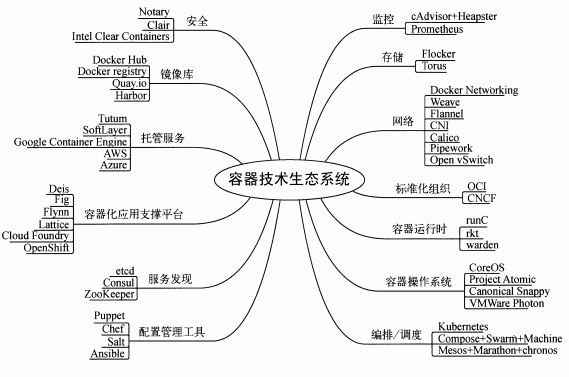 容器技术生态系统
安全
Notary
Clair
Intel Clear Containers
镜像库
Docker Hub
Docker registry
Quay.io
Harbor
托管服务
Tutum
SoftLayer
Google Container Engine
AWS
Azure
容器化应用支撑平台
Deis
Fig
Flynn
Lattice
Cloud Foundry
OpenShift
服务发现
etcd
Consul
ZooKeeper
配置管理工具
Puppet
Chef
Salt
Ansible
监控
cAdvisor+Heapster
Prometheus
存储
Flocker
Torus
网络
Docker Networking
Weave
Flannel
CNI
Calico
Pipework
Open vSwitch
标准化组织
OCI
CNCF
容器运行时
runC
rkt
warden
容器操作系统
CoreOS
Project Atomic
Canonical Snappy
VMWare Photon
编排/调度
Kubernetes
Compose+Swarm+Machine
Mesos+Marathon+chronos